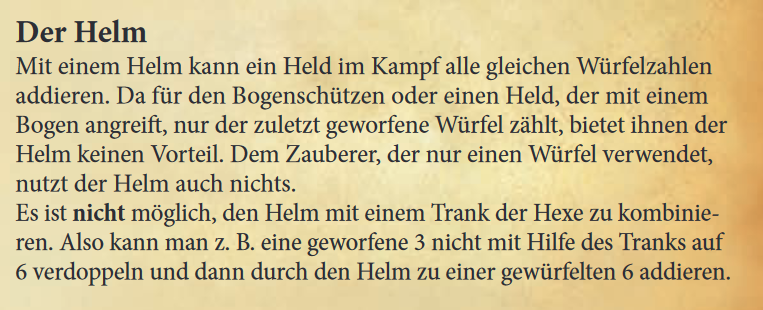 Der Helm
Mit einem Helm kann ein Held im Kampf alle gleichen Würfelzahlen
addieren. Da für den Bogenschützen oder einen Held, der mit einem
Bogen angreift, nur der zuletzt geworfene Würfel zählt, bietet ihnen der
Helm keinen Vorteil. Dem Zauberer, der nur einen Würfel verwendet,
nutzt der Helm auch nichts.
Es ist nicht möglich, den Helm mit einem Trank der Hexe zu kombinie-
ren. Also kann man z. B. eine geworfene 3 nicht mit Hilfe des Tranks auf
6 verdoppeln und dann durch den Helm zu einer gewürfelten 6 addieren.